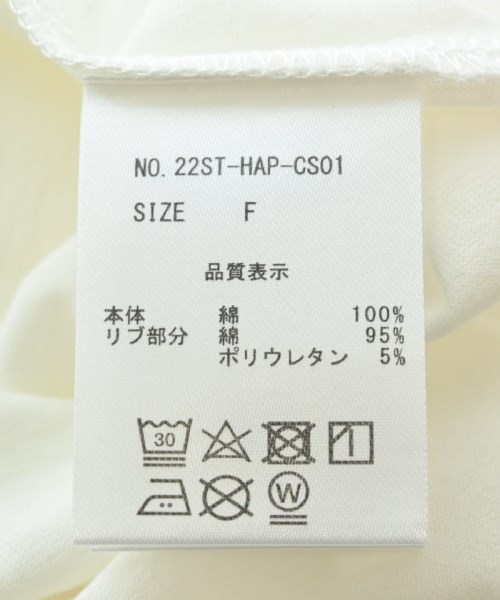 NO. 22ST-HAP-CS01
SIZE F
品質表示
本体 綿 100%
リブ部分 綿 95%
ポリウレタン 5%
30
W